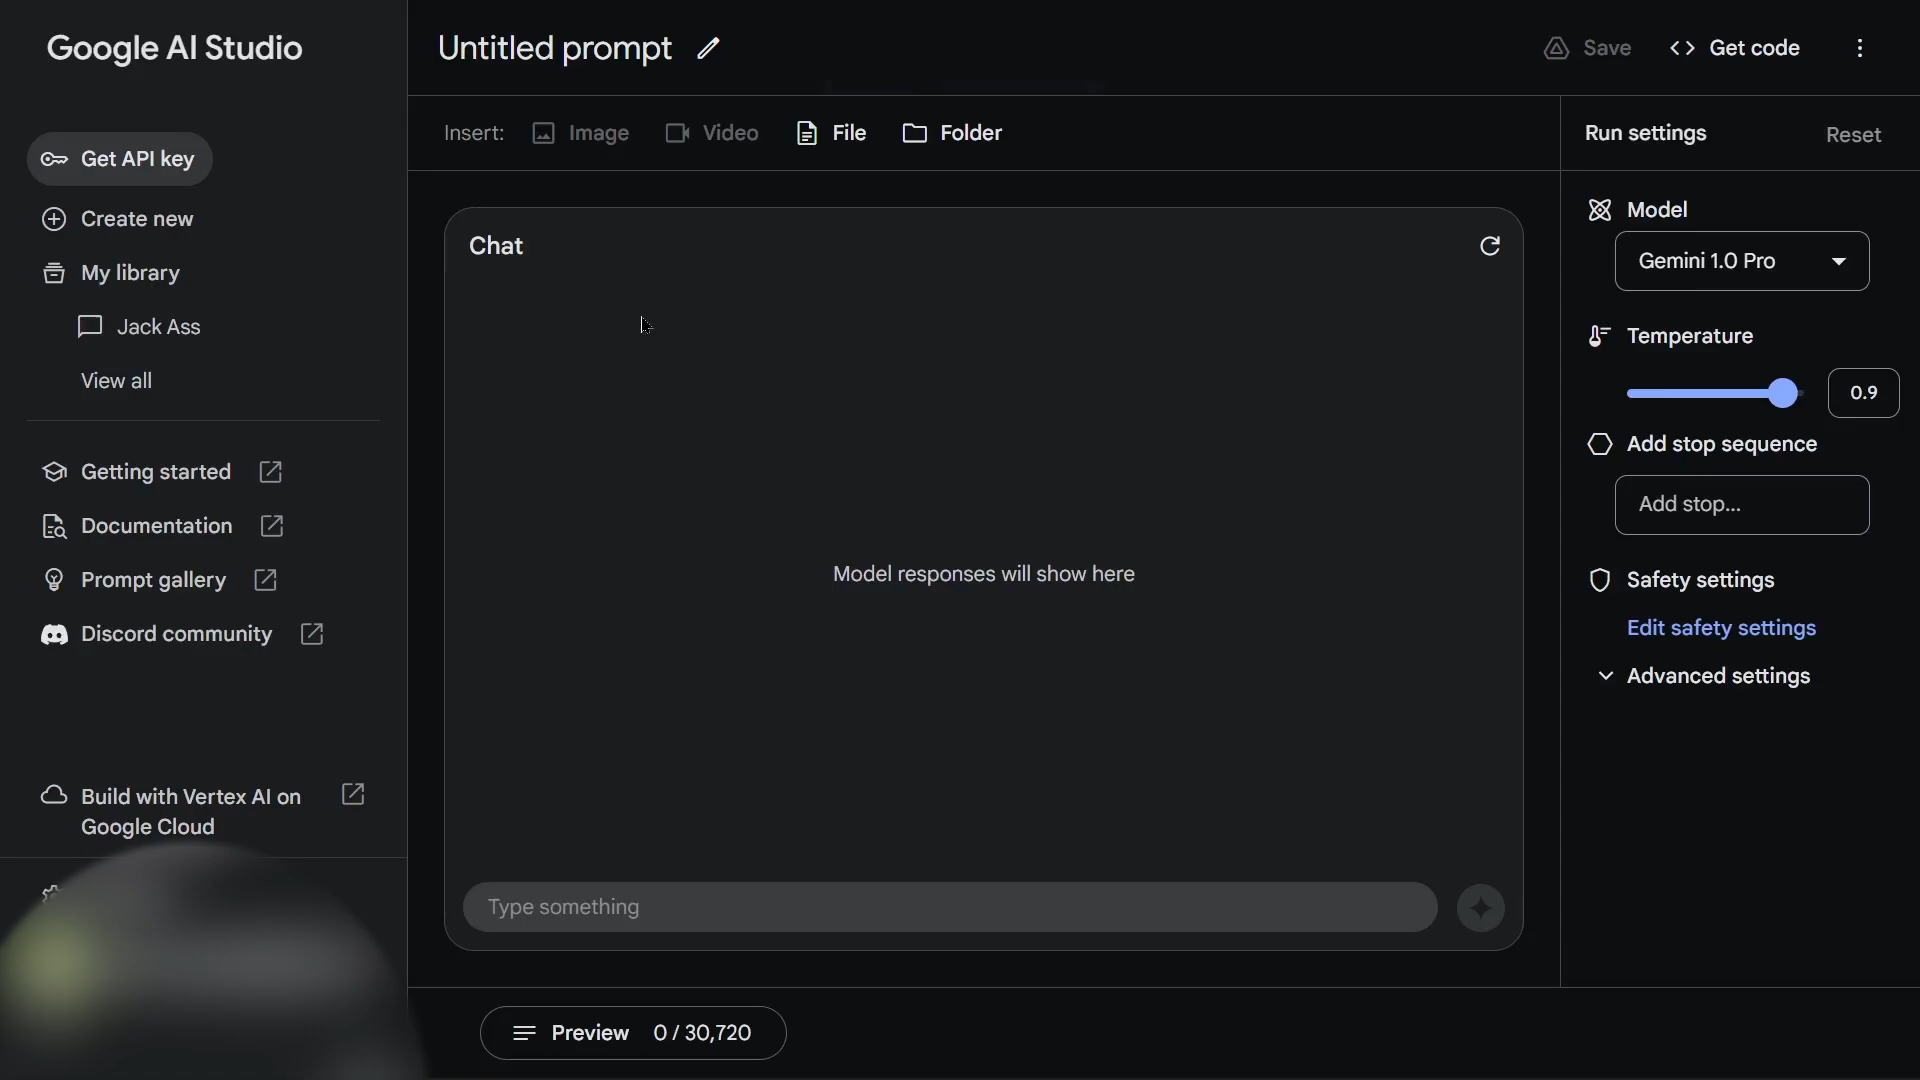 Google AI Studio
Get API key
Create new
My library
Jack Ass
View all
Getting started
Documentation
Prompt gallery
Discord community
Build with Vertex AI on
Google Cloud
Untitled prompt
Save
Get code
Insert:
Image
Video
File
Folder
Chat
Model responses will show here
Type something
Preview 0 / 30,720
Run settings
Reset
Model
Gemini 1.0 Pro
Temperature
0.9
Add stop sequence
Add stop...
Safety settings
Edit safety settings
Advanced settings